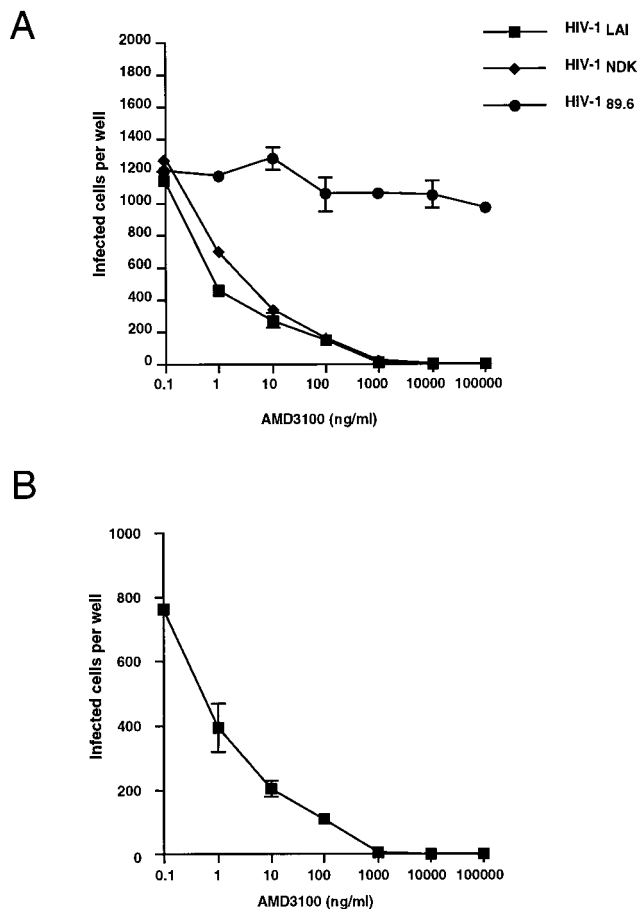 A
HIV-1 LAI
HIV-1 NDK
HIV-1 89.6
2000
1800
1600
1400
1200
1000
800
600
400
200
0
Infected cells per well
0.1 1 10 100 1000 10000 100000
AMD3100 (ng/ml)
B
1000
800
600
400
200
0
Infected cells per well
0.1 1 10 100 1000 10000 100000
AMD3100 (ng/ml)